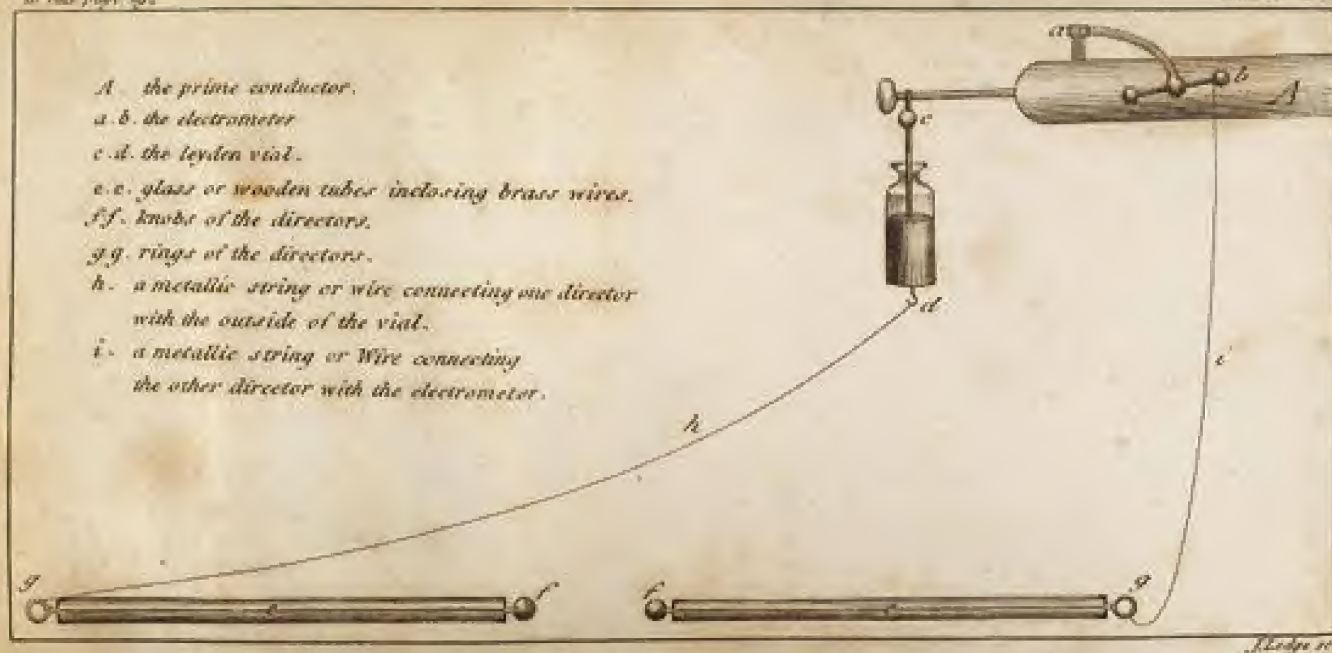 A. the prime conductor.
a.b. the electrometer
c.d. the leyden vial.
e.e. glass or wooden tubes inclosing brass wires.
f.f. knobs of the directors.
g.g. rings of the directors.
h. a metallic string or wire connecting one director
with the outside of the vial.
i. a metallic string or Wire connecting
the other director with the electrometer.
a
b
A
c
d
i
h
g
e
f
f
e
g
J. Lodge sc